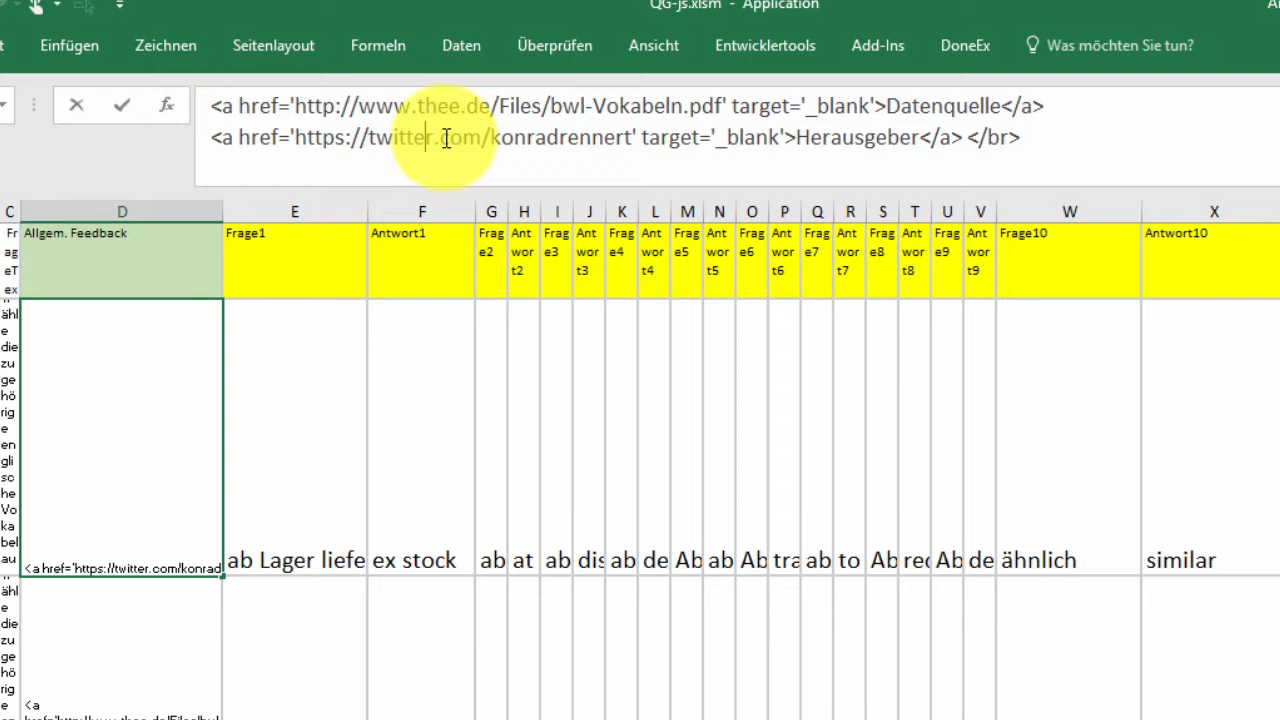 QG-js.xlsm - Application
Einfügen Zeichnen Seitenlayout Formeln Daten Überprüfen Ansicht Entwicklertools Add-Ins DoneEx Was möchten Sie tun?
fx
<a href='http://www.thee.de/Files/bwl-Vokabeln.pdf' target='_blank'>Datenquelle</a>
<a href='https://twitter.com/konradrennert' target='_blank'>Herausgeber</a> </br>
C D E F G H I J K L M N O P Q R S T U V W X
Fr Allgem. Feedback Frage1 Antwort1 Frag Ant Frag Ant Frag Ant Frag Ant Frag Ant Frag Ant Frag Ant Frag Ant Frage10 Antwort10
ag e2 wor e3 wor e4 wor e5 wor e6 wor e7 wor e8 wor e9 wor
eT t2 t3 t4 t5 t6 t7 t8 t9
ex
ähl
e
die
zu
ge
hö
rig
e
en
gli
sc
he
Vo
ka
bel
au
<a href='https://twitter.com/konrad ab Lager liefe ex stock ab at ab dis ab de Ab ab Ab tra ab to Ab rec Ab de ähnlich similar
ähl
e
die
zu
ge
hö
rig
e <a